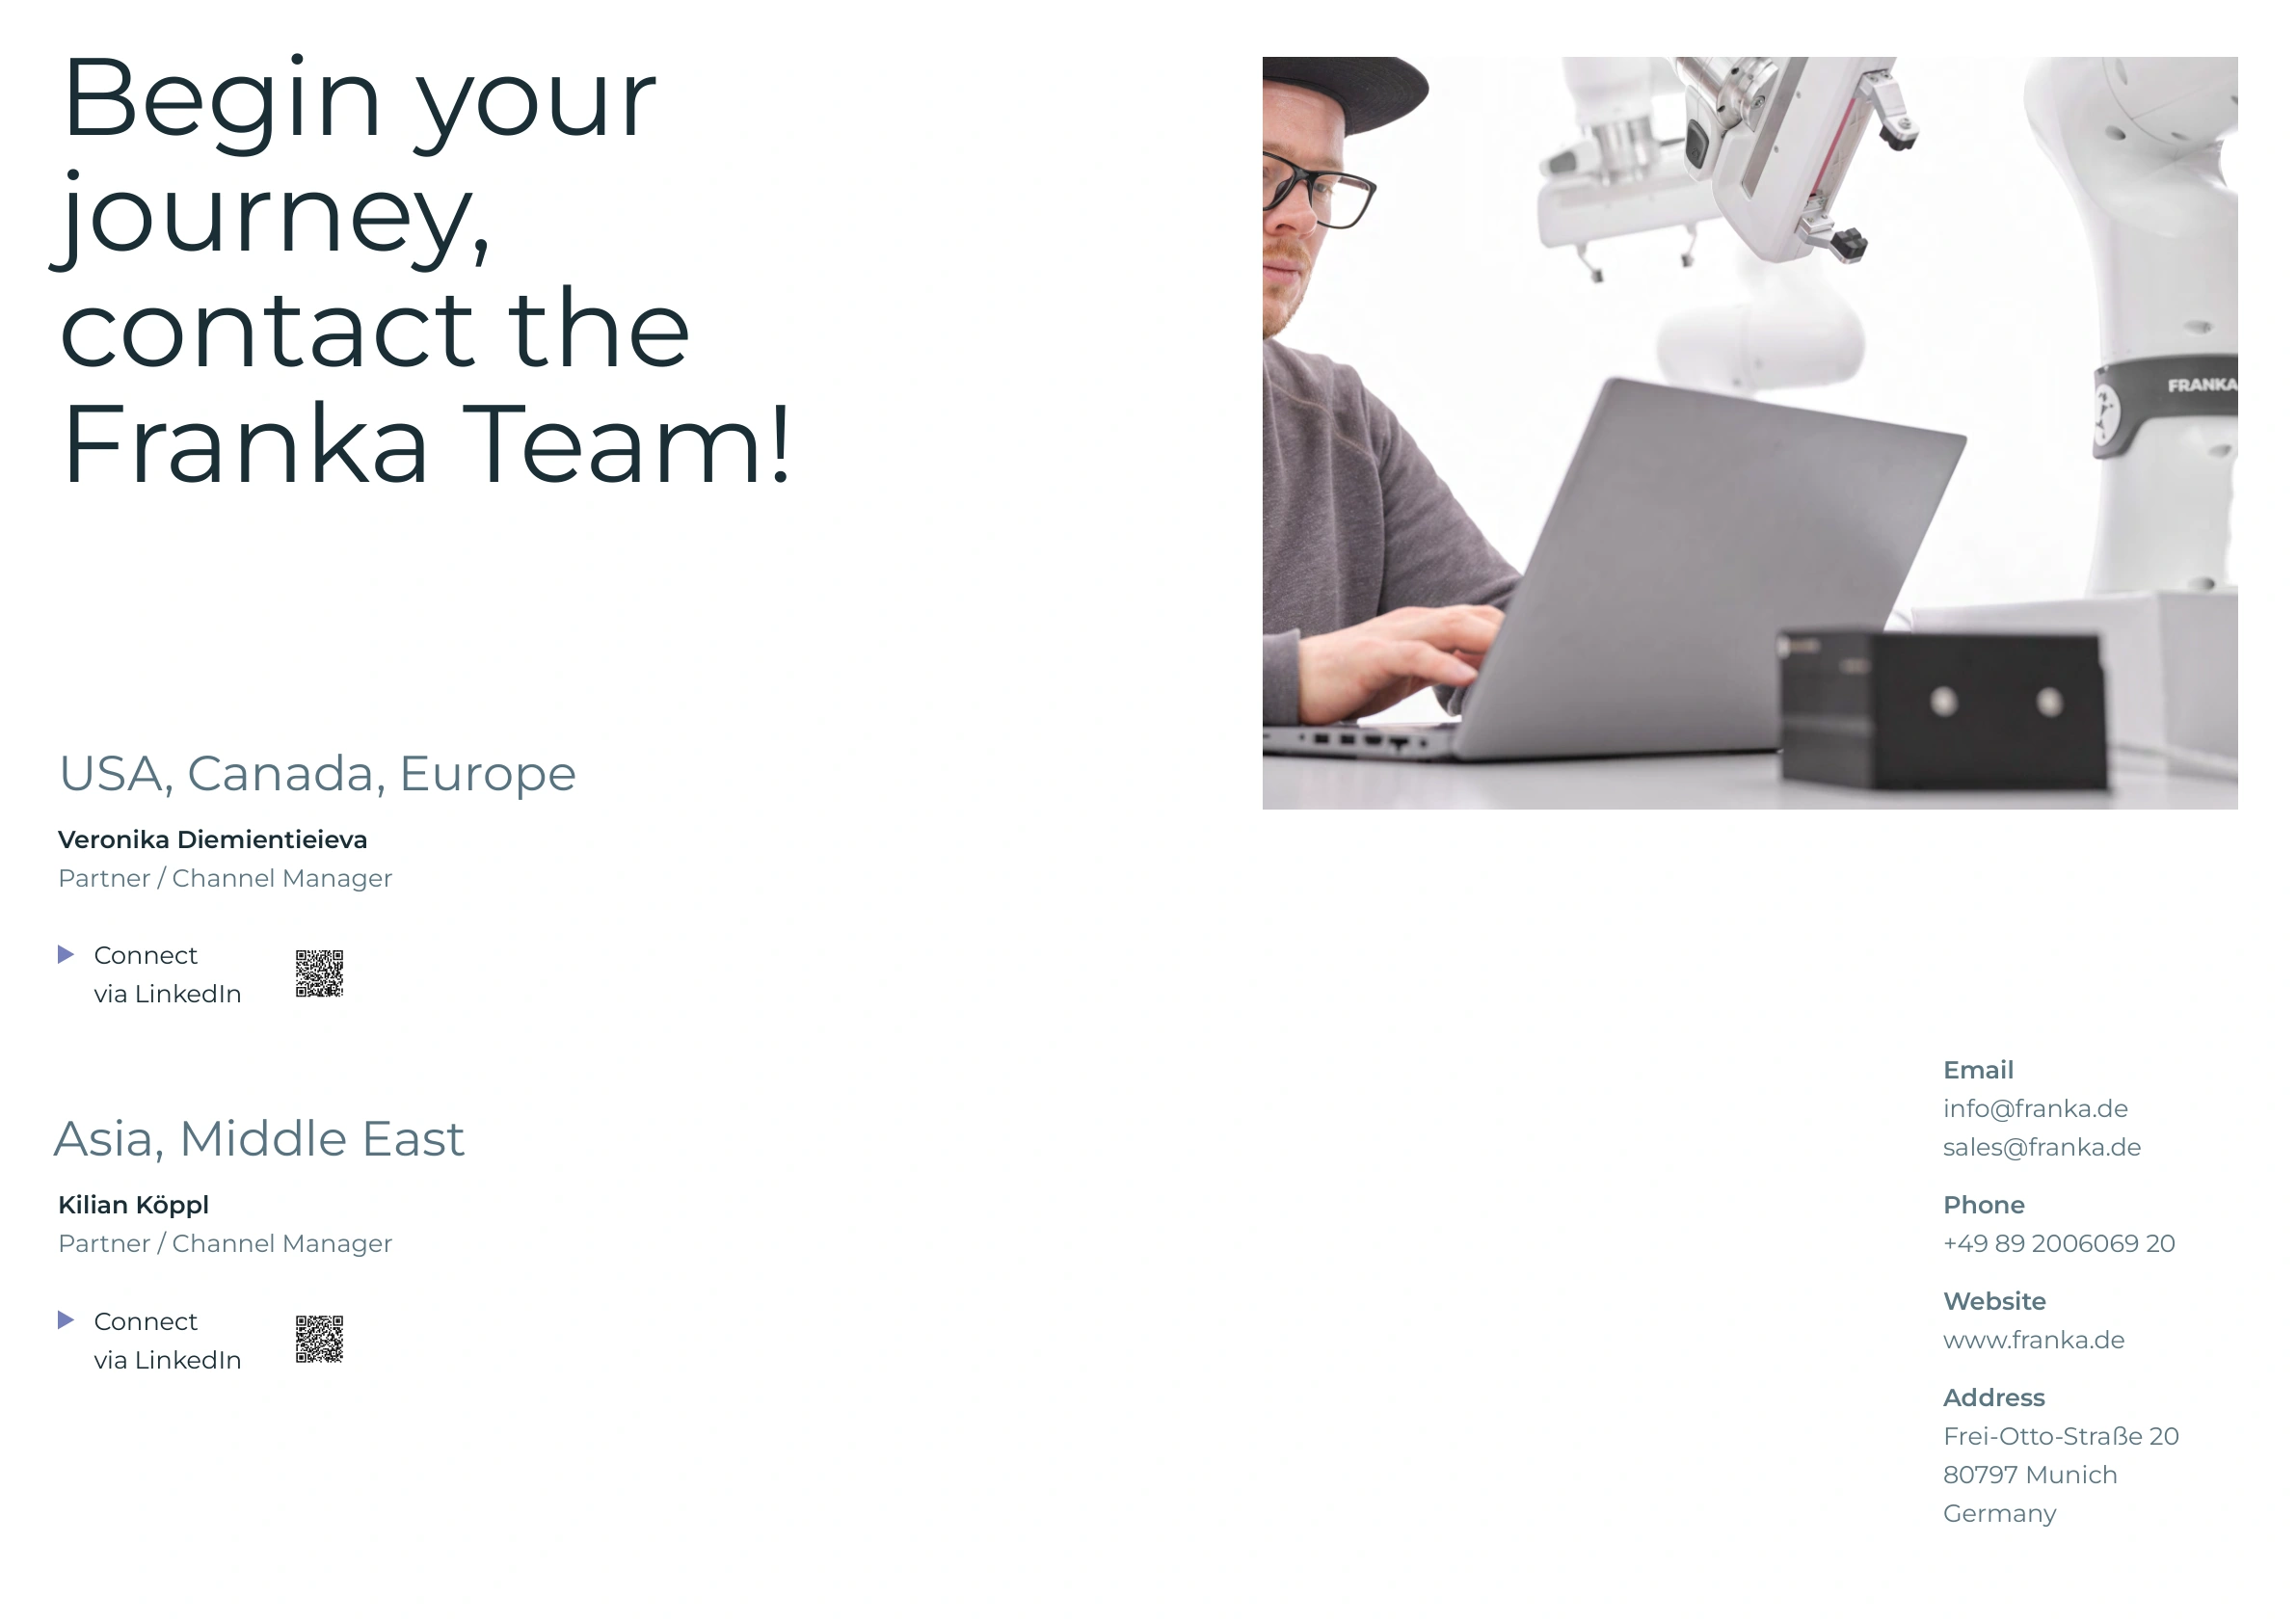 Begin your
journey,
contact the
Franka Team!
FRANKA
USA, Canada, Europe
Veronika Diemientieieva
Partner / Channel Manager
Connect
via LinkedIn
Asia, Middle East
Kilian Köppl
Partner / Channel Manager
Connect
via LinkedIn
Email
info@franka.de
sales@franka.de
Phone
+49 89 2006069 20
Website
www.franka.de
Address
Frei-Otto-Straße 20
80797 Munich
Germany